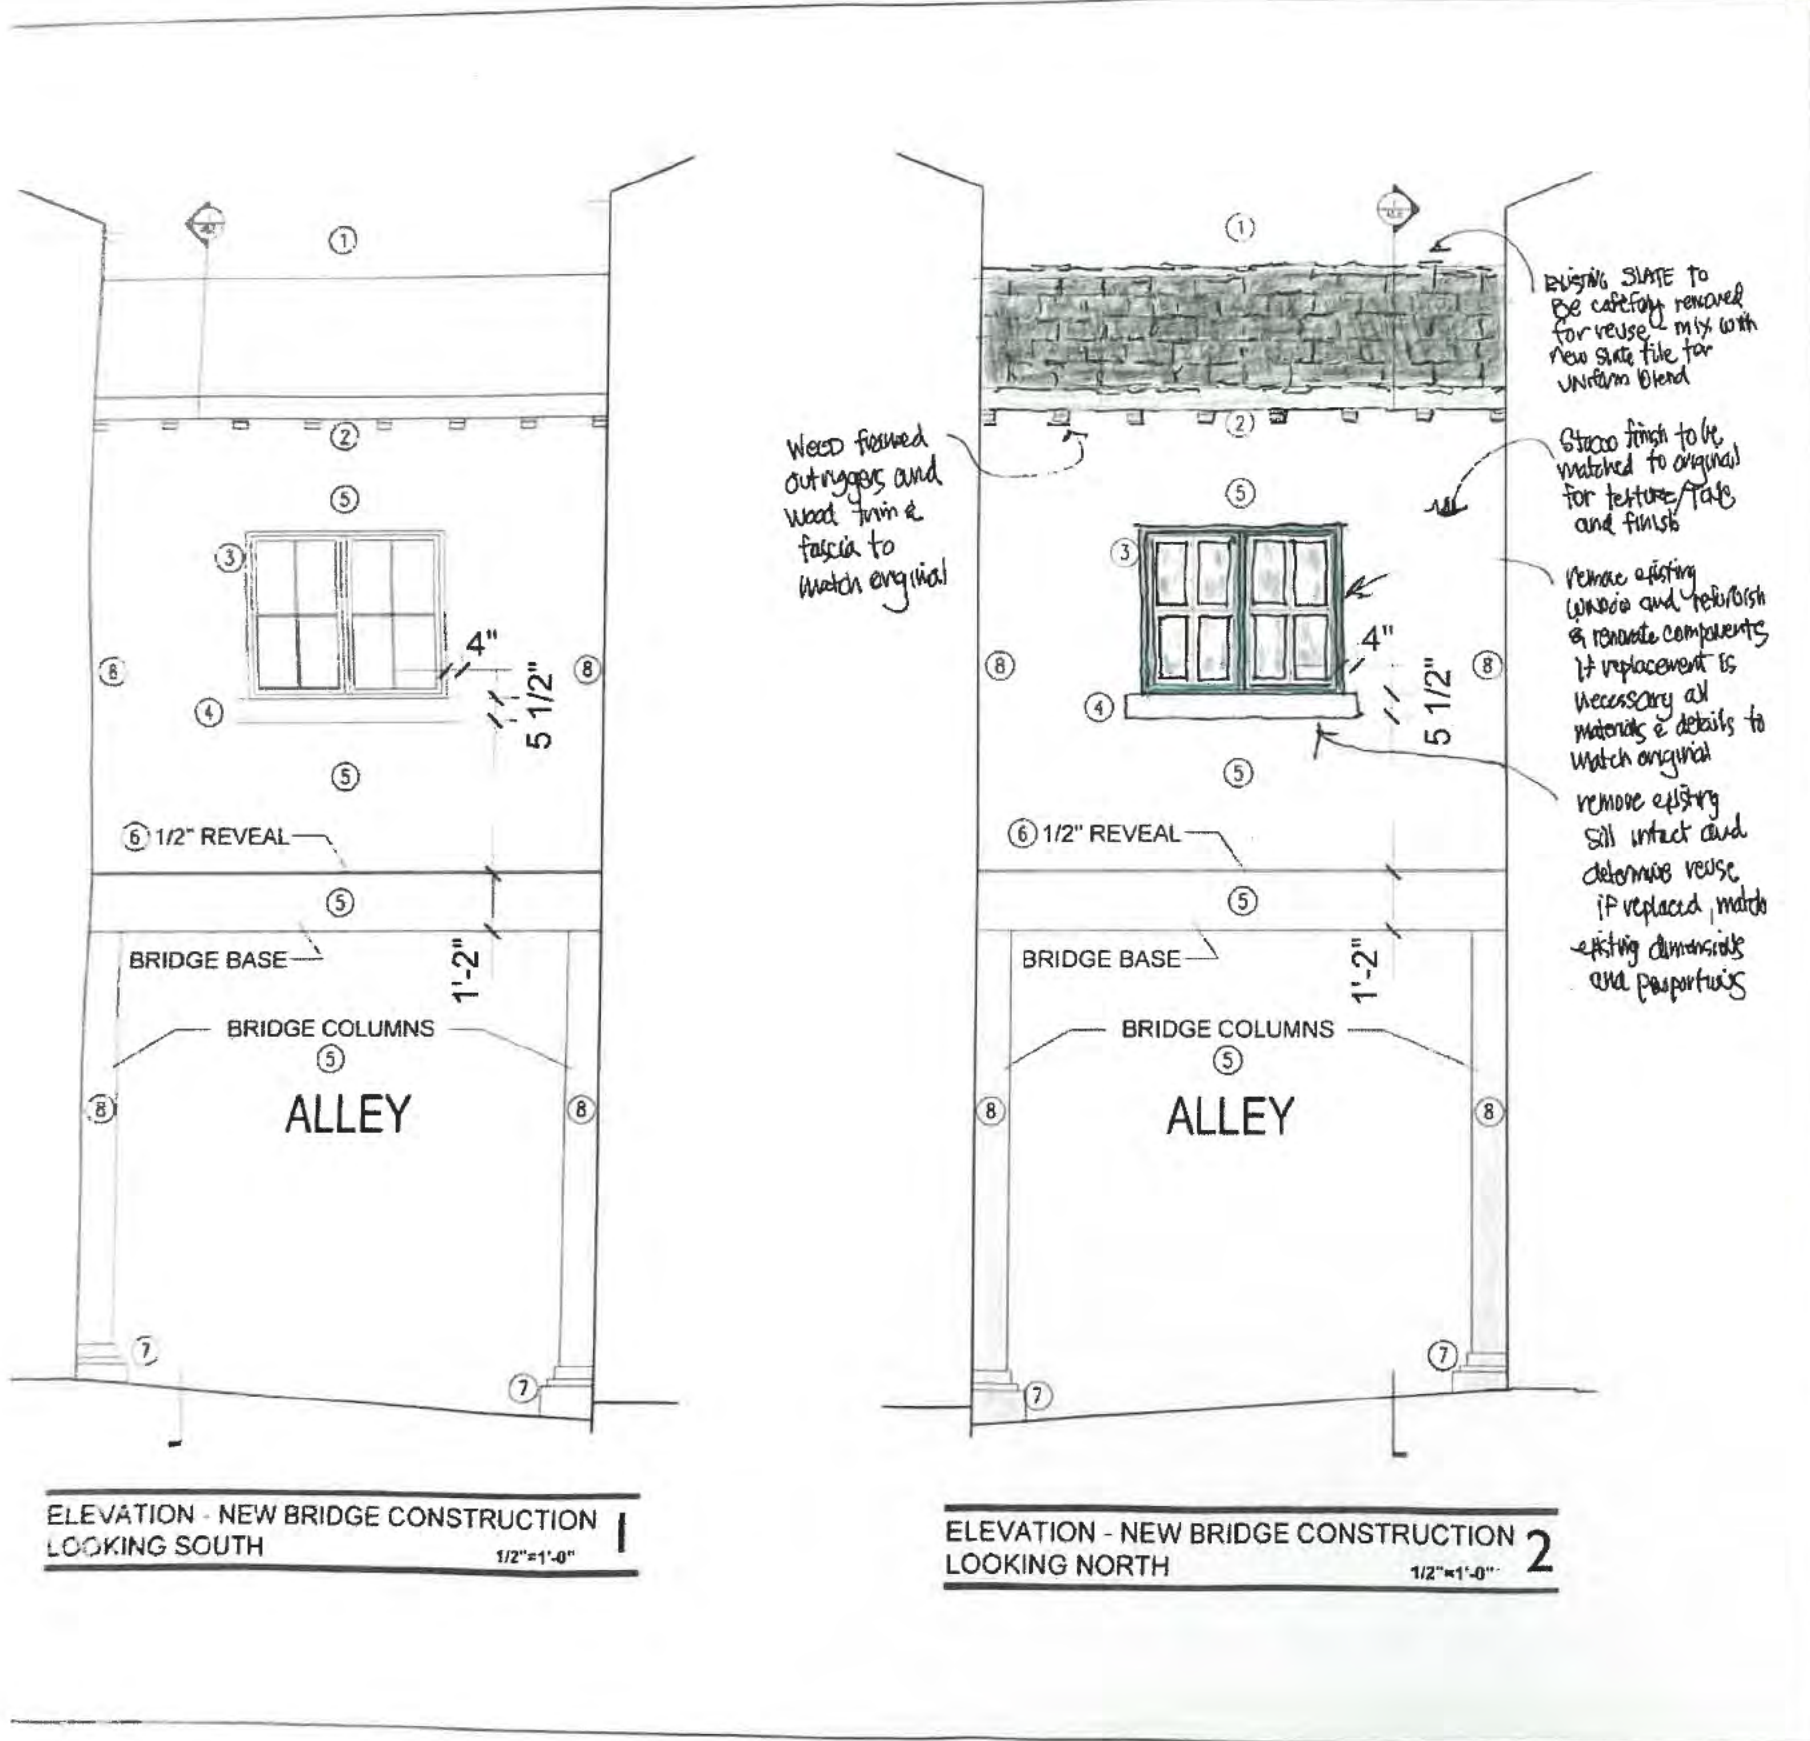 1
2
5
3
4"
8
8
4
5 1/2"
5
6 1/2" REVEAL
5
BRIDGE BASE
1'-2"
BRIDGE COLUMNS
5
8
ALLEY
8
7
7
ELEVATION - NEW BRIDGE CONSTRUCTION
LOOKING SOUTH
1/2"=1'-0"
1
1
2
5
3
4"
8
8
4
5 1/2"
5
6 1/2" REVEAL
5
BRIDGE BASE
1'-2"
BRIDGE COLUMNS
5
8
ALLEY
8
7
7
ELEVATION - NEW BRIDGE CONSTRUCTION
LOOKING NORTH
1/2"=1'-0"
2
Wood framed
outriggers and
wood trim &
fascia to
match original
EXISTING SLATE to
Be carefuly removed
for reuse - mix with
new slate tile for
uniform blend
Stucco finish to be
matched to original
for texture/
and finish
remove existing
window and refurbish
& renovate components
If replacement is
necessary all
materials & details to
match original
remove existing
sill intact and
determine reuse
if replaced, match
existing dimensions
and proportions